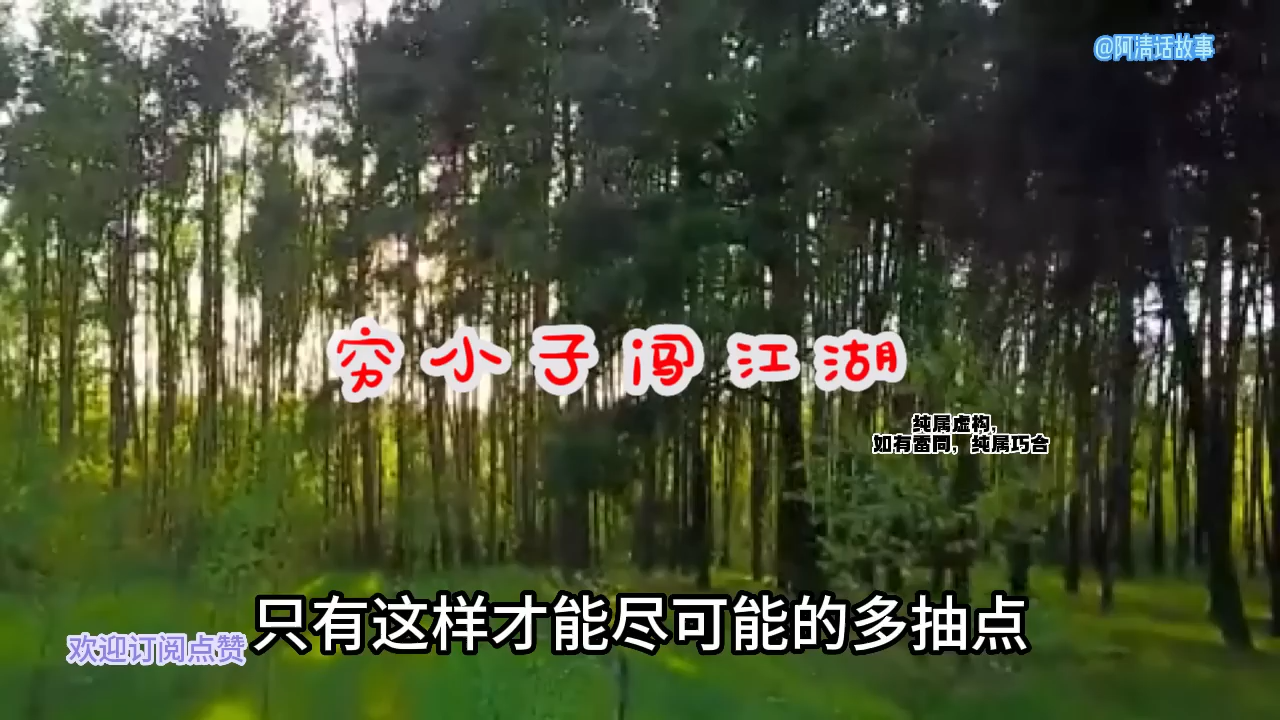 @阿清话故事
穷小子闯江湖
纯属虚构，
如有雷同，纯属巧合
只有这样才能尽可能的多抽点
欢迎订阅点赞